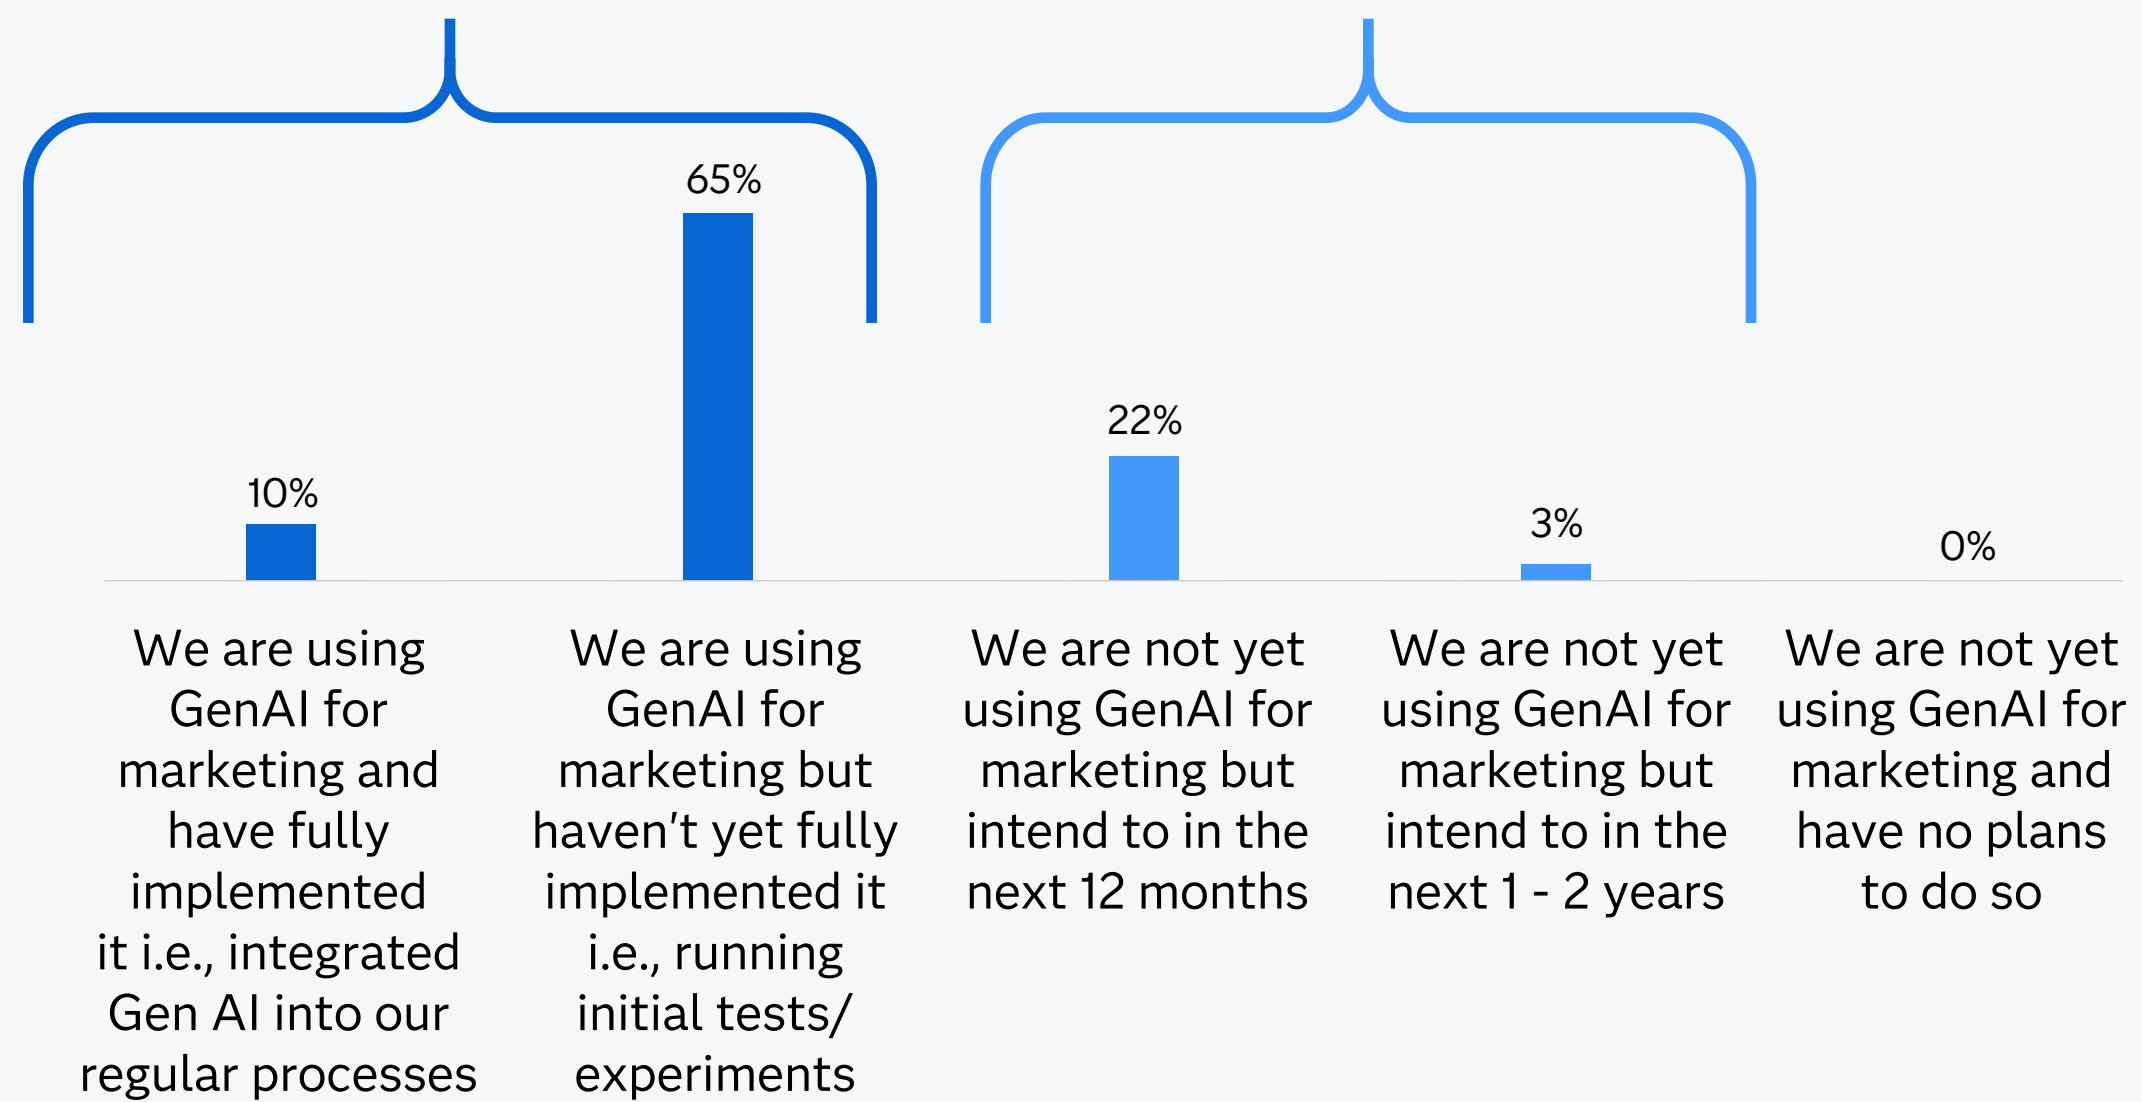 65%
22%
10%
3%
0%
We are using
GenAI for
marketing and
have fully
implemented
it i.e., integrated
Gen AI into our
regular processes
We are using
GenAI for
marketing but
haven't yet fully
implemented it
i.e., running
initial tests/
experiments
We are not yet
using GenAI for
marketing but
intend to in the
next 12 months
We are not yet
using GenAI for
marketing but
intend to in the
next 1 - 2 years
We are not yet
using GenAI for
marketing and
have no plans
to do so